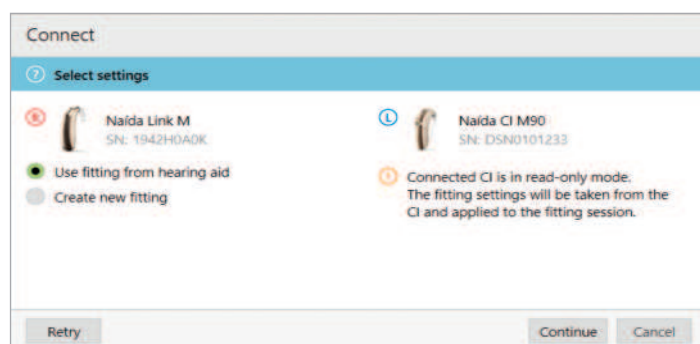 Connect
? Select settings
R
Naída Link M
SN: 1942H0A0K
Use fitting from hearing aid
Create new fitting
L
Naída CI M90
SN: DSN0101233
Connected CI is in read-only mode.
The fitting settings will be taken from the
CI and applied to the fitting session.
Retry
Continue
Cancel